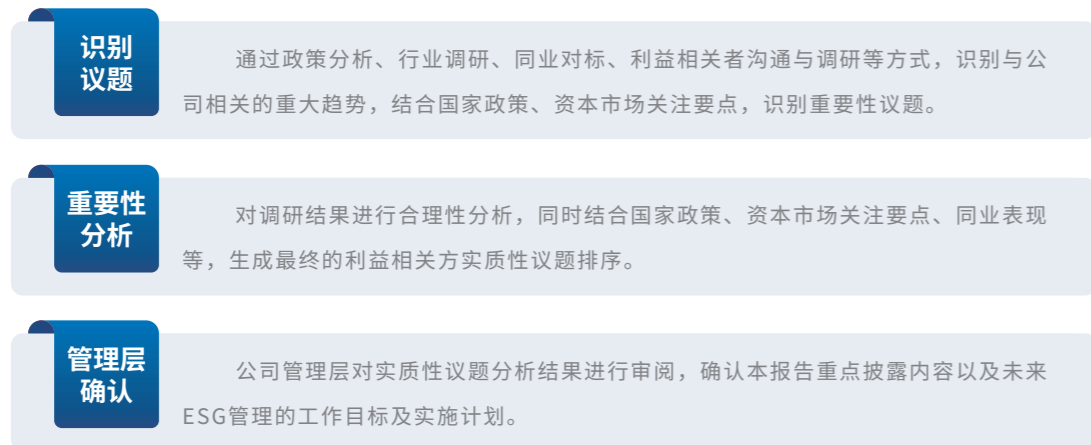 识别
议题
通过政策分析、行业调研、同业对标、利益相关者沟通与调研等方式，识别与公
司相关的重大趋势，结合国家政策、资本市场关注要点，识别重要性议题。
重要性
分析
对调研结果进行合理性分析，同时结合国家政策、资本市场关注要点、同业表现
等，生成最终的利益相关方实质性议题排序。
管理层
确认
公司管理层对实质性议题分析结果进行审阅，确认本报告重点披露内容以及未来
ESG管理的工作目标及实施计划。